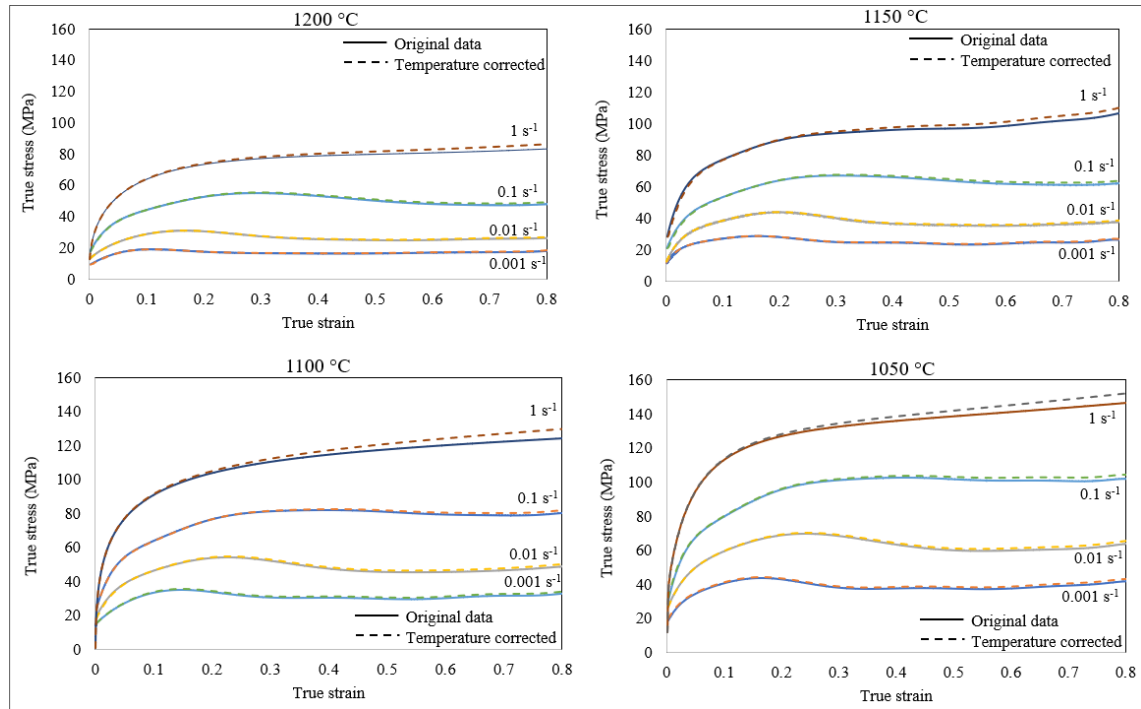 1200 °C
160
140
120
100
80
60
40
20
0
True stress (MPa)
Original data
Temperature corrected
1 s-1
0.1 s-1
0.01 s-1
0.001 s-1
0 0.1 0.2 0.3 0.4 0.5 0.6 0.7 0.8
True strain
1150 °C
160
140
120
100
80
60
40
20
0
True stress (MPa)
Original data
Temperature corrected
1 s-1
0.1 s-1
0.01 s-1
0.001 s-1
0 0.1 0.2 0.3 0.4 0.5 0.6 0.7 0.8
True strain
1100 °C
160
140
120
100
80
60
40
20
0
True stress (MPa)
1 s-1
0.1 s-1
0.01 s-1
0.001 s-1
Original data
Temperature corrected
0 0.1 0.2 0.3 0.4 0.5 0.6 0.7 0.8
True strain
1050 °C
160
140
120
100
80
60
40
20
0
True stress (MPa)
1 s-1
0.1 s-1
0.01 s-1
0.001 s-1
Original data
Temperature corrected
0 0.1 0.2 0.3 0.4 0.5 0.6 0.7 0.8
True strain